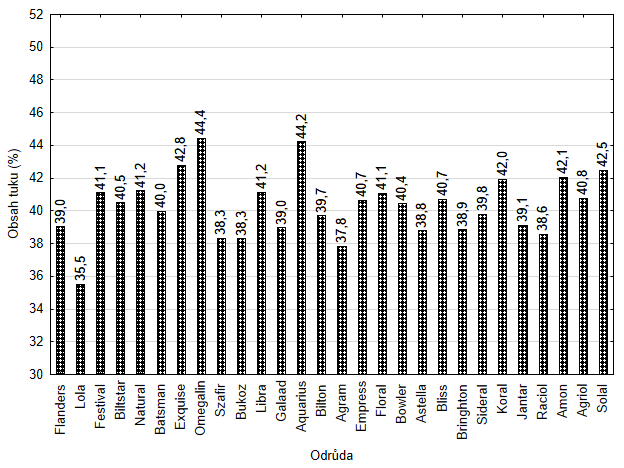 Obsah tuku (%)
52
50
48
46
44
42
40
38
36
34
32
30
39,0
35,5
41,1
40,5
41,2
40,0
42,8
44,4
38,3
38,3
41,2
39,0
44,2
39,7
37,8
40,7
41,1
40,4
38,8
40,7
38,9
39,8
42,0
39,1
38,6
42,1
40,8
42,5
Flanders
Lola
Festival
Biltstar
Natural
Batsman
Exquise
Omegalin
Szafir
Bukoz
Libra
Galaad
Aquarius
Bilton
Agram
Empress
Floral
Bowler
Astella
Bliss
Bringhton
Sideral
Koral
Jantar
Raciol
Amon
Agriol
Solal
Odrůda